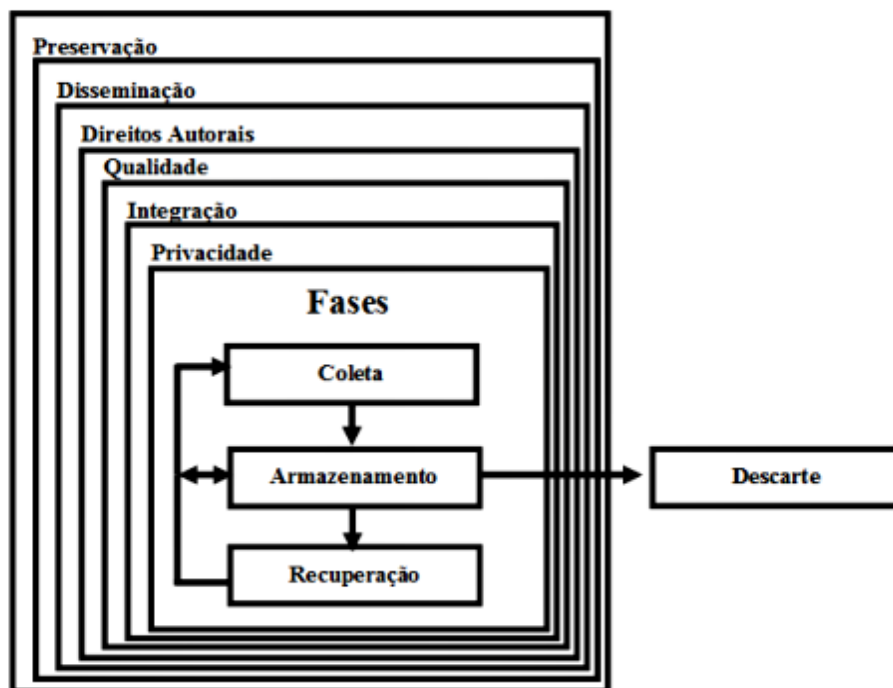 Preservação
Disseminação
Direitos Autorais
Qualidade
Integração
Privacidade
Fases
Coleta
Armazenamento
Descarte
Recuperação